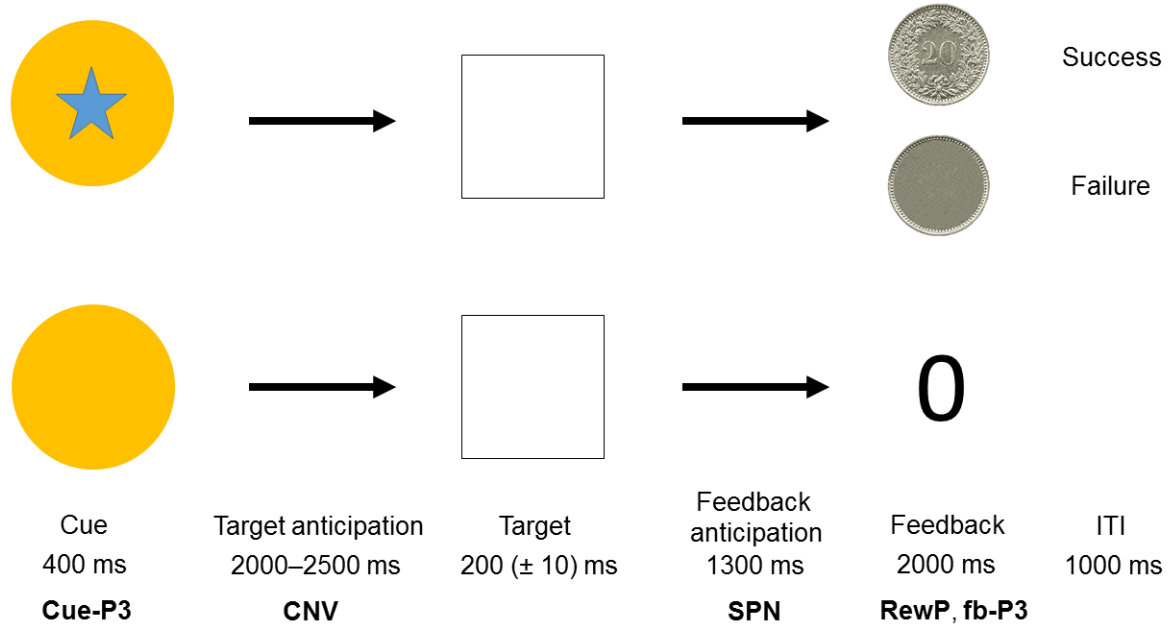 20
Success
Failure
0
Cue
400 ms
Cue-P3
Target anticipation
2000–2500 ms
CNV
Target
200 (± 10) ms
Feedback
anticipation
1300 ms
SPN
Feedback
2000 ms
RewP, fb-P3
ITI
1000 ms